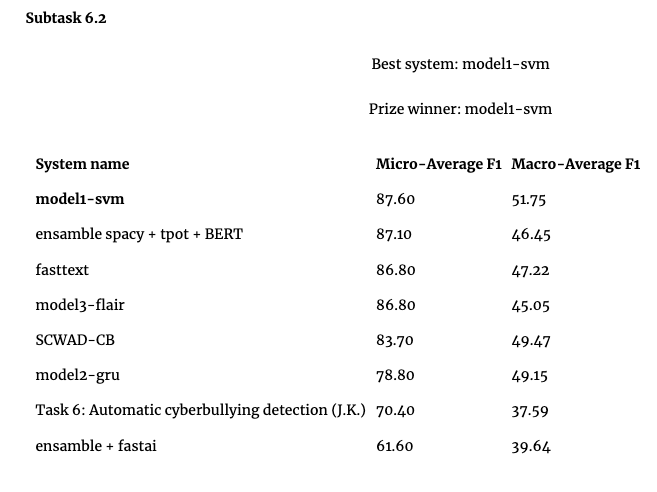 Subtask 6.2
Best system: model1-svm
Prize winner: model1-svm
System name Micro-Average F1 Macro-Average F1
model1-svm 87.60 51.75
ensamble spacy + tpot + BERT 87.10 46.45
fasttext 86.80 47.22
model3-flair 86.80 45.05
SCWAD-CB 83.70 49.47
model2-gru 78.80 49.15
Task 6: Automatic cyberbullying detection (J.K.) 70.40 37.59
ensamble + fastai 61.60 39.64